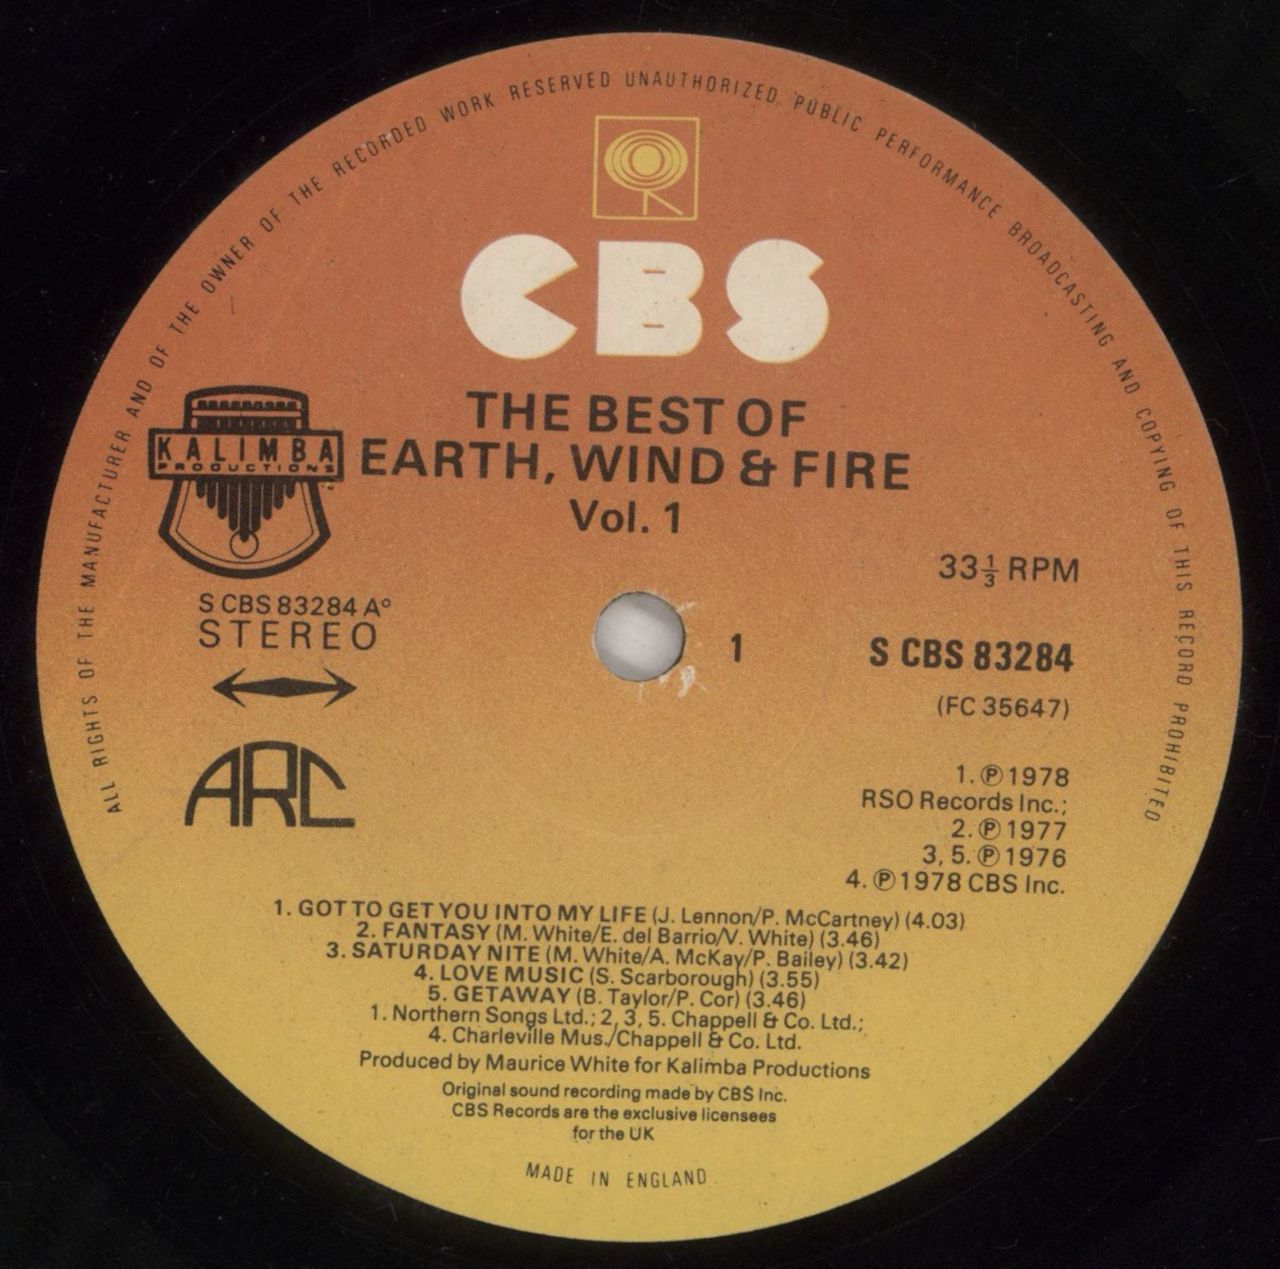 ALL RIGHTS OF THE MANUFACTURER AND OF THE OWNER OF THE RECORDED WORK RESERVED UNAUTHORIZED PUBLIC PERFORMANCE BROADCASTING AND COPYING OF THIS RECORD PROHIBITED
CBS
THE BEST OF
EARTH, WIND & FIRE
Vol. 1
KALIMBA
PRODUCTIONS
33⅓ RPM
S CBS 83284 A°
STEREO
1
S CBS 83284
(FC 35647)
ARC
1. ℗ 1978
RSO Records Inc.;
2. ℗ 1977
3, 5. ℗ 1976
4. ℗ 1978 CBS Inc.
1. GOT TO GET YOU INTO MY LIFE (J. Lennon/P. McCartney) (4.03)
2. FANTASY (M. White/E. del Barrio/V. White) (3.46)
3. SATURDAY NITE (M. White/A. McKay/P. Bailey) (3.42)
4. LOVE MUSIC (S. Scarborough) (3.55)
5. GETAWAY (B. Taylor/P. Cor) (3.46)
1. Northern Songs Ltd.; 2, 3, 5. Chappell & Co. Ltd.;
4. Charleville Mus./Chappell & Co. Ltd.
Produced by Maurice White for Kalimba Productions
Original sound recording made by CBS Inc.
CBS Records are the exclusive licensees
for the UK
MADE IN ENGLAND